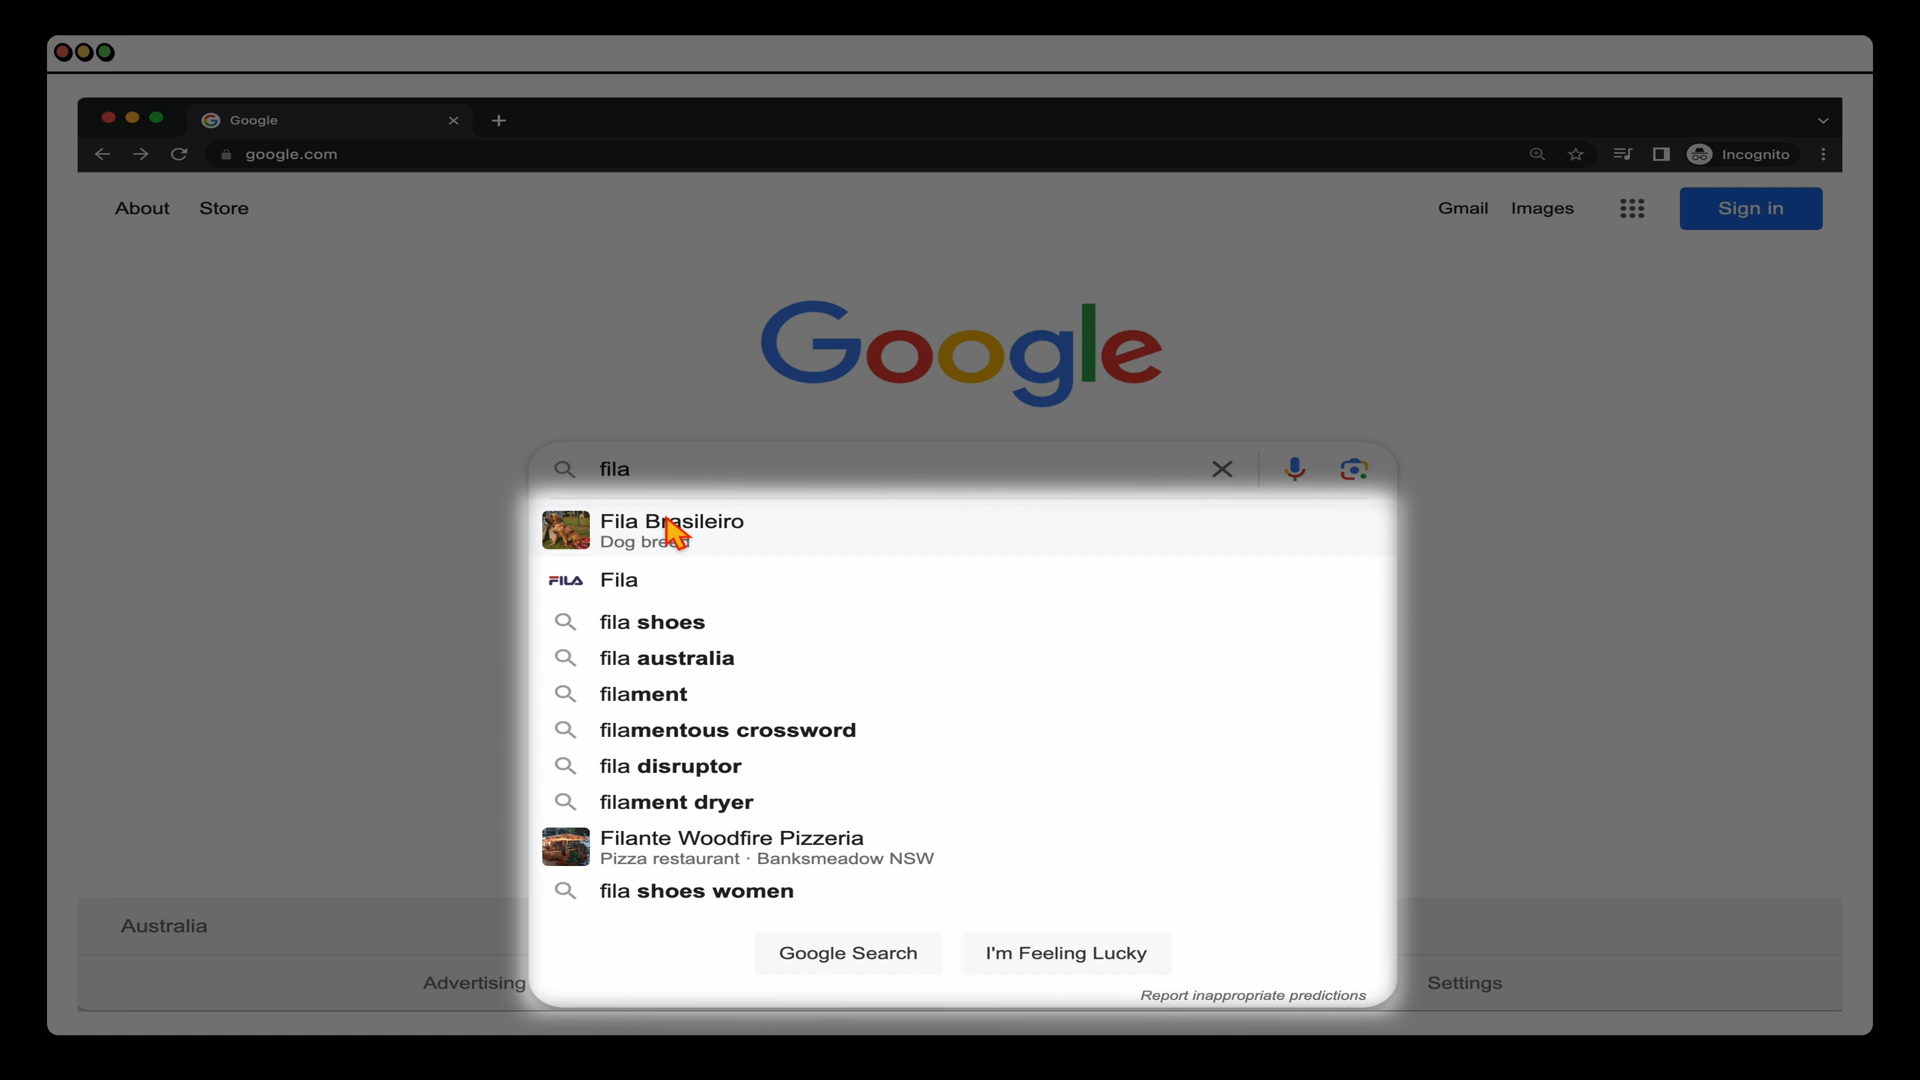 Google
google.com
Incognito
About Store
Gmail Images
Sign in
Google
fila
Fila Brasileiro
Dog breed
FILA Fila
fila shoes
fila australia
filament
filamentous crossword
fila disruptor
filament dryer
Filante Woodfire Pizzeria
Pizza restaurant · Banksmeadow NSW
fila shoes women
Australia
Google Search I'm Feeling Lucky
Advertising
Settings
Report inappropriate predictions